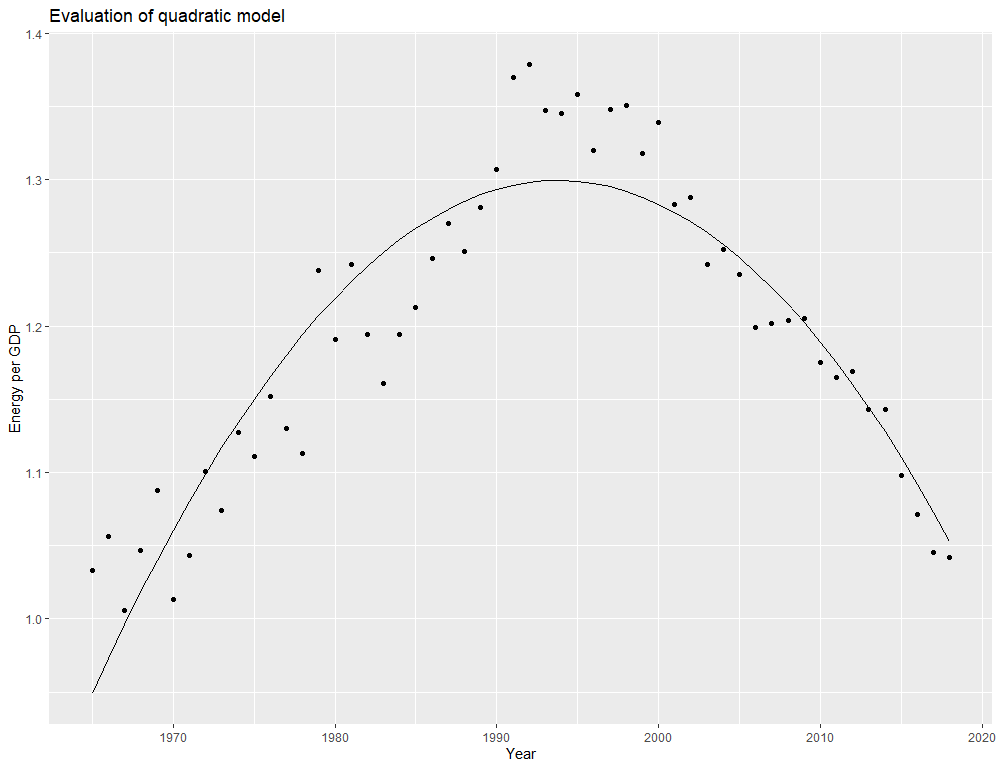 Evaluation of quadratic model
1.4
1.3
1.2
1.1
1.0
Energy per GDP
1970 1980 1990 2000 2010 2020
Year